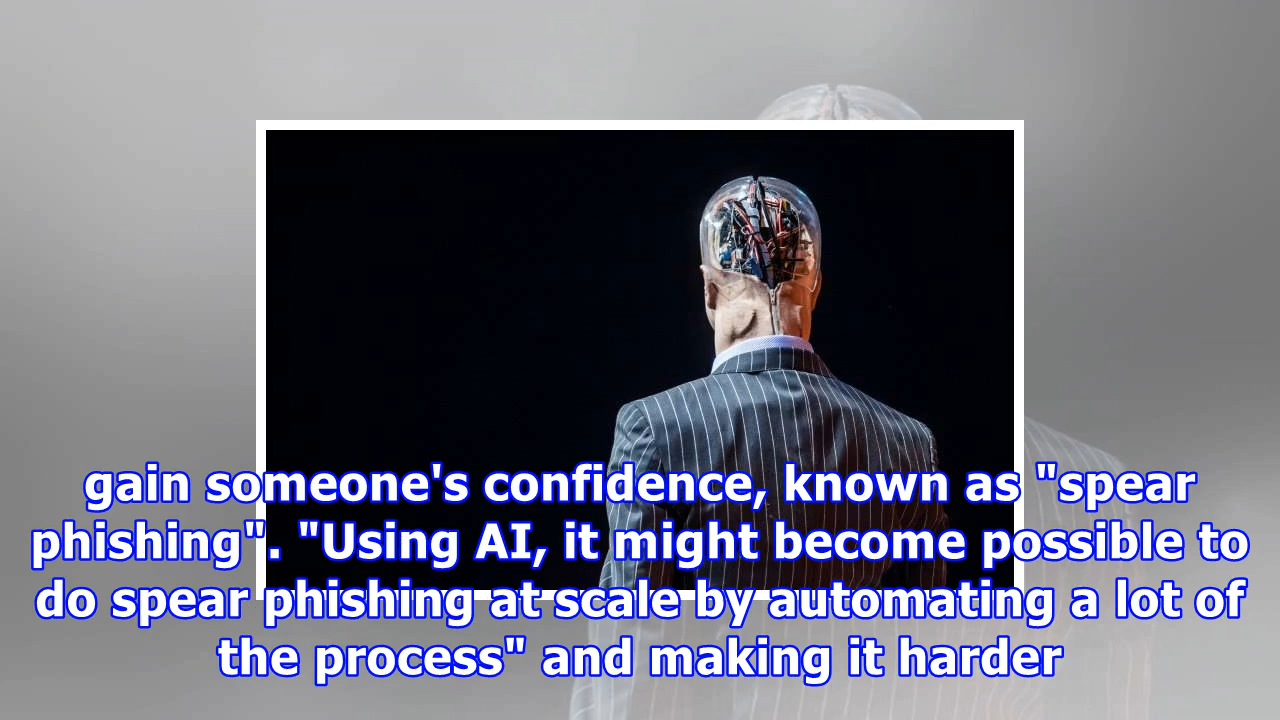 gain someone's confidence, known as "spear
phishing". "Using AI, it might become possible to
do spear phishing at scale by automating a lot of
the process" and making it harder